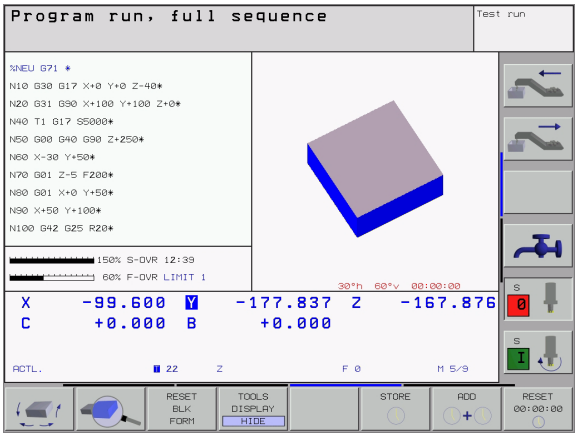 Program run, full sequence
Test run
%NEU G71 *
N10 G30 G17 X+0 Y+0 Z-40*
N20 G31 G90 X+100 Y+100 Z+0*
N40 T1 G17 S5000*
N50 G00 G40 G90 Z+250*
N60 X-30 Y+50*
N70 G01 Z-5 F200*
N80 G01 X+0 Y+50*
N90 X+50 Y+100*
N100 G42 G25 R20*
150% S-OVR 12:39
60% F-OVR LIMIT 1
30°h 60°v 00:00:00
X -99.600 Y -177.837 Z -167.876
C +0.000 B +0.000
ACTL. T 22 Z F 0 M 5/9
S
0
S
I
RESET BLK FORM
TOOLS DISPLAY HIDE
STORE
ADD
+
RESET 00:00:00